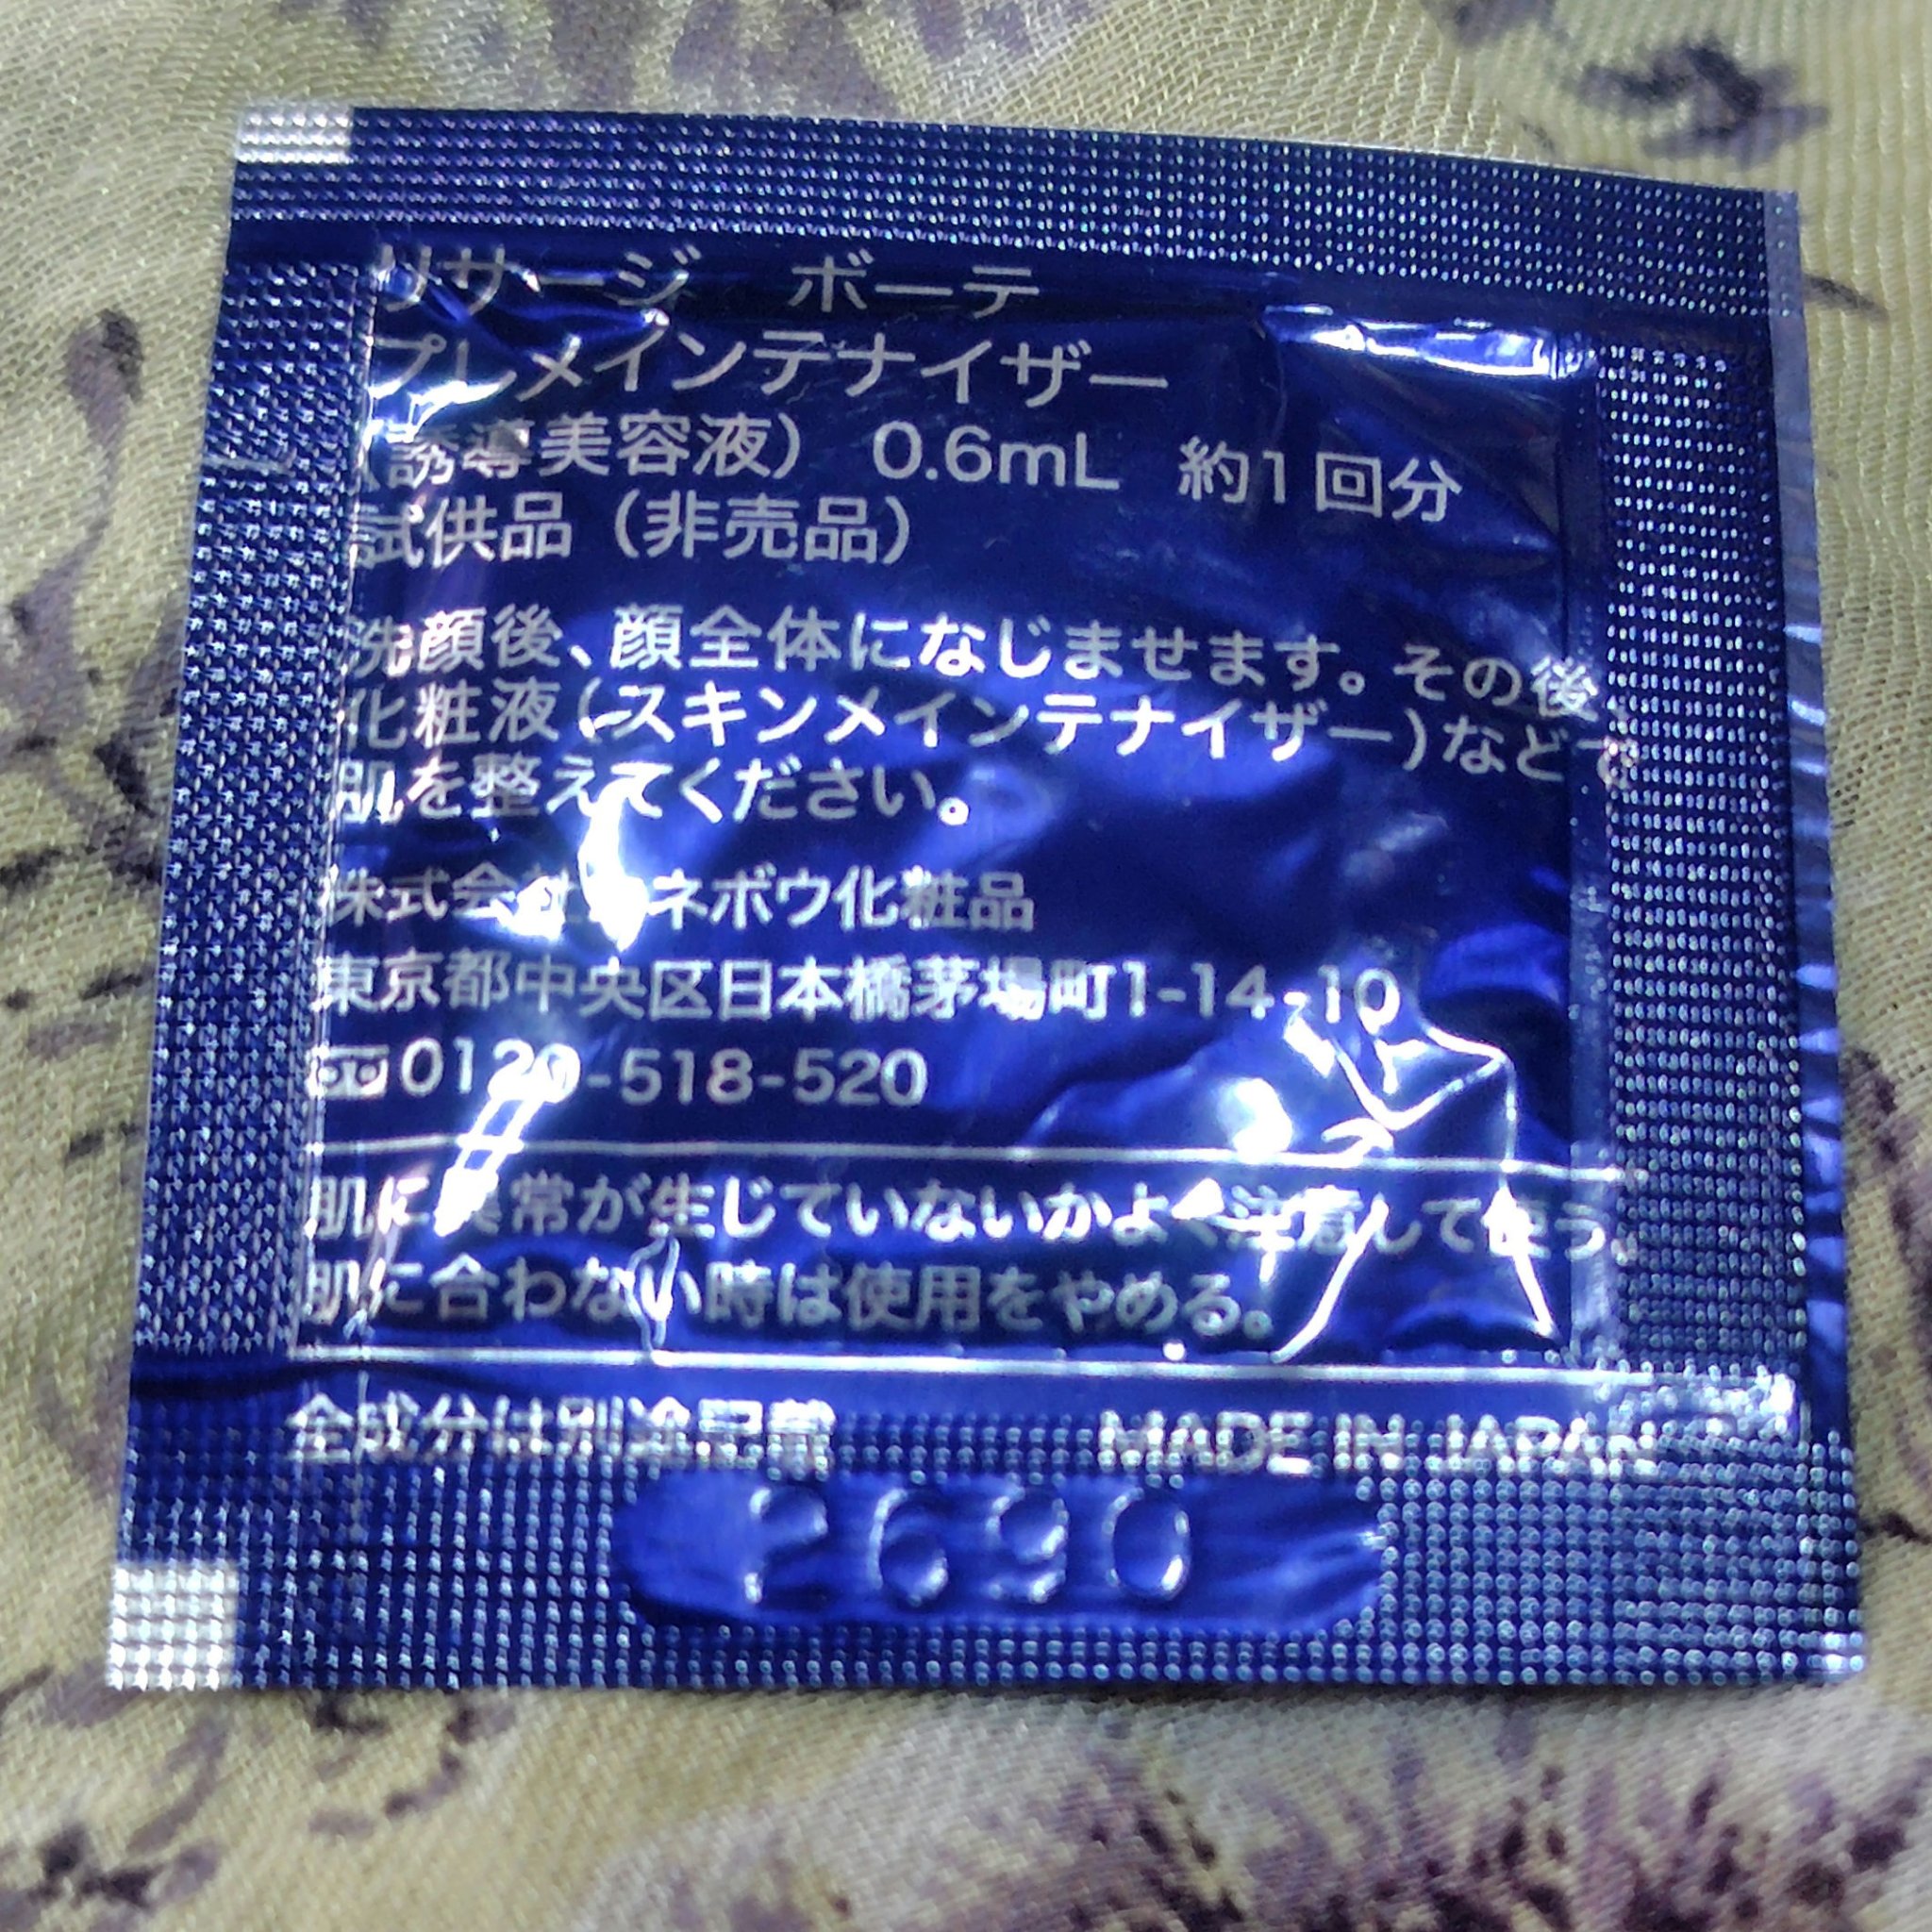 リサージ　ボーテ
プレメインテナイザー
（誘導美容液）　0.6mL　約1回分
試供品（非売品）
洗顔後、顔全体になじませます。その後、
化粧液（スキンメインテナイザー）などで
肌を整えてください。
株式会社カネボウ化粧品
東京都中央区日本橋茅場町1-14-10
0120-518-520
肌に異常が生じていないかよく注意して使う。
肌に合わない時は使用をやめる。
全成分は別途記載　MADE IN JAPAN
2690